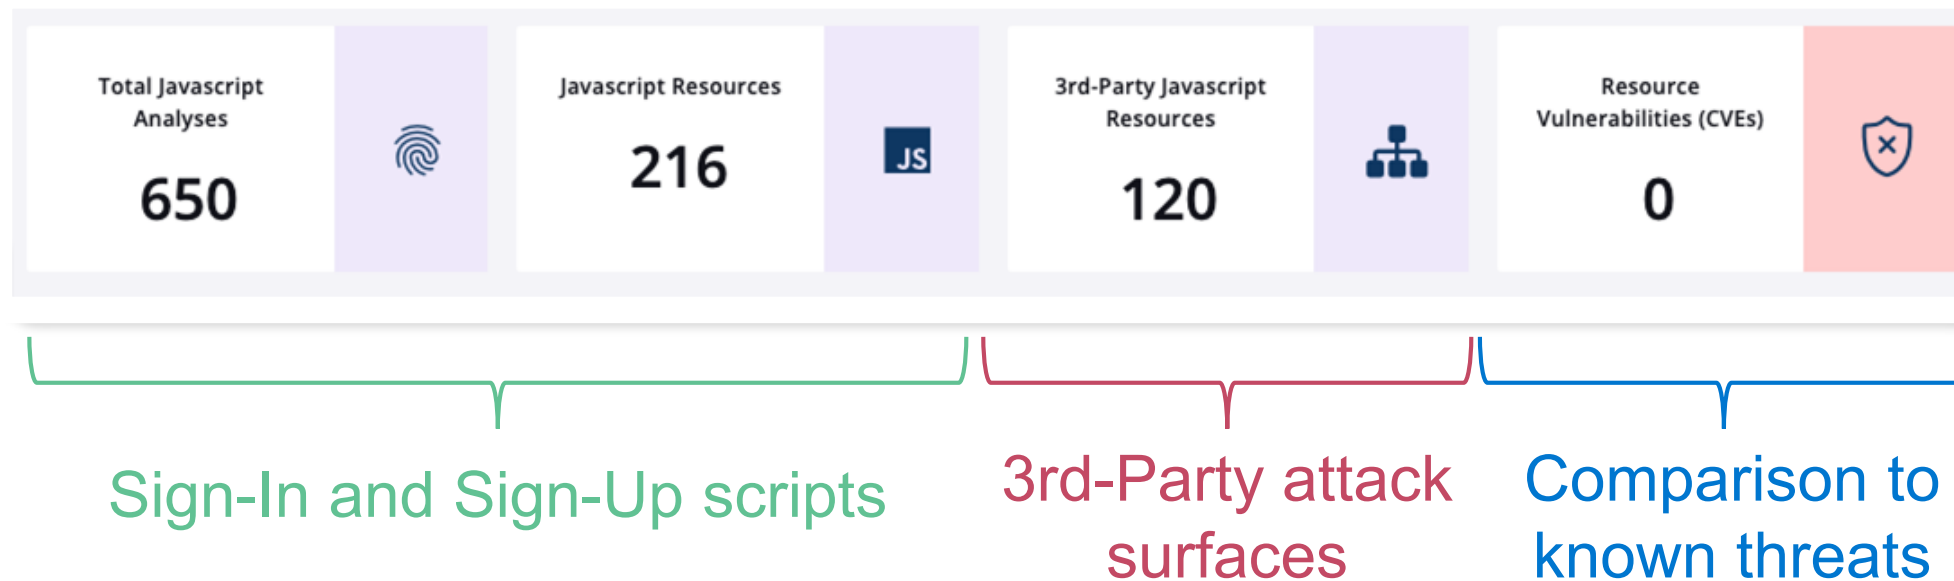 Total Javascript
Analyses
650
Javascript Resources
216
JS
3rd-Party Javascript
Resources
120
Resource
Vulnerabilities (CVEs)
0
Sign-In and Sign-Up scripts
3rd-Party attack
surfaces
Comparison to
known threats